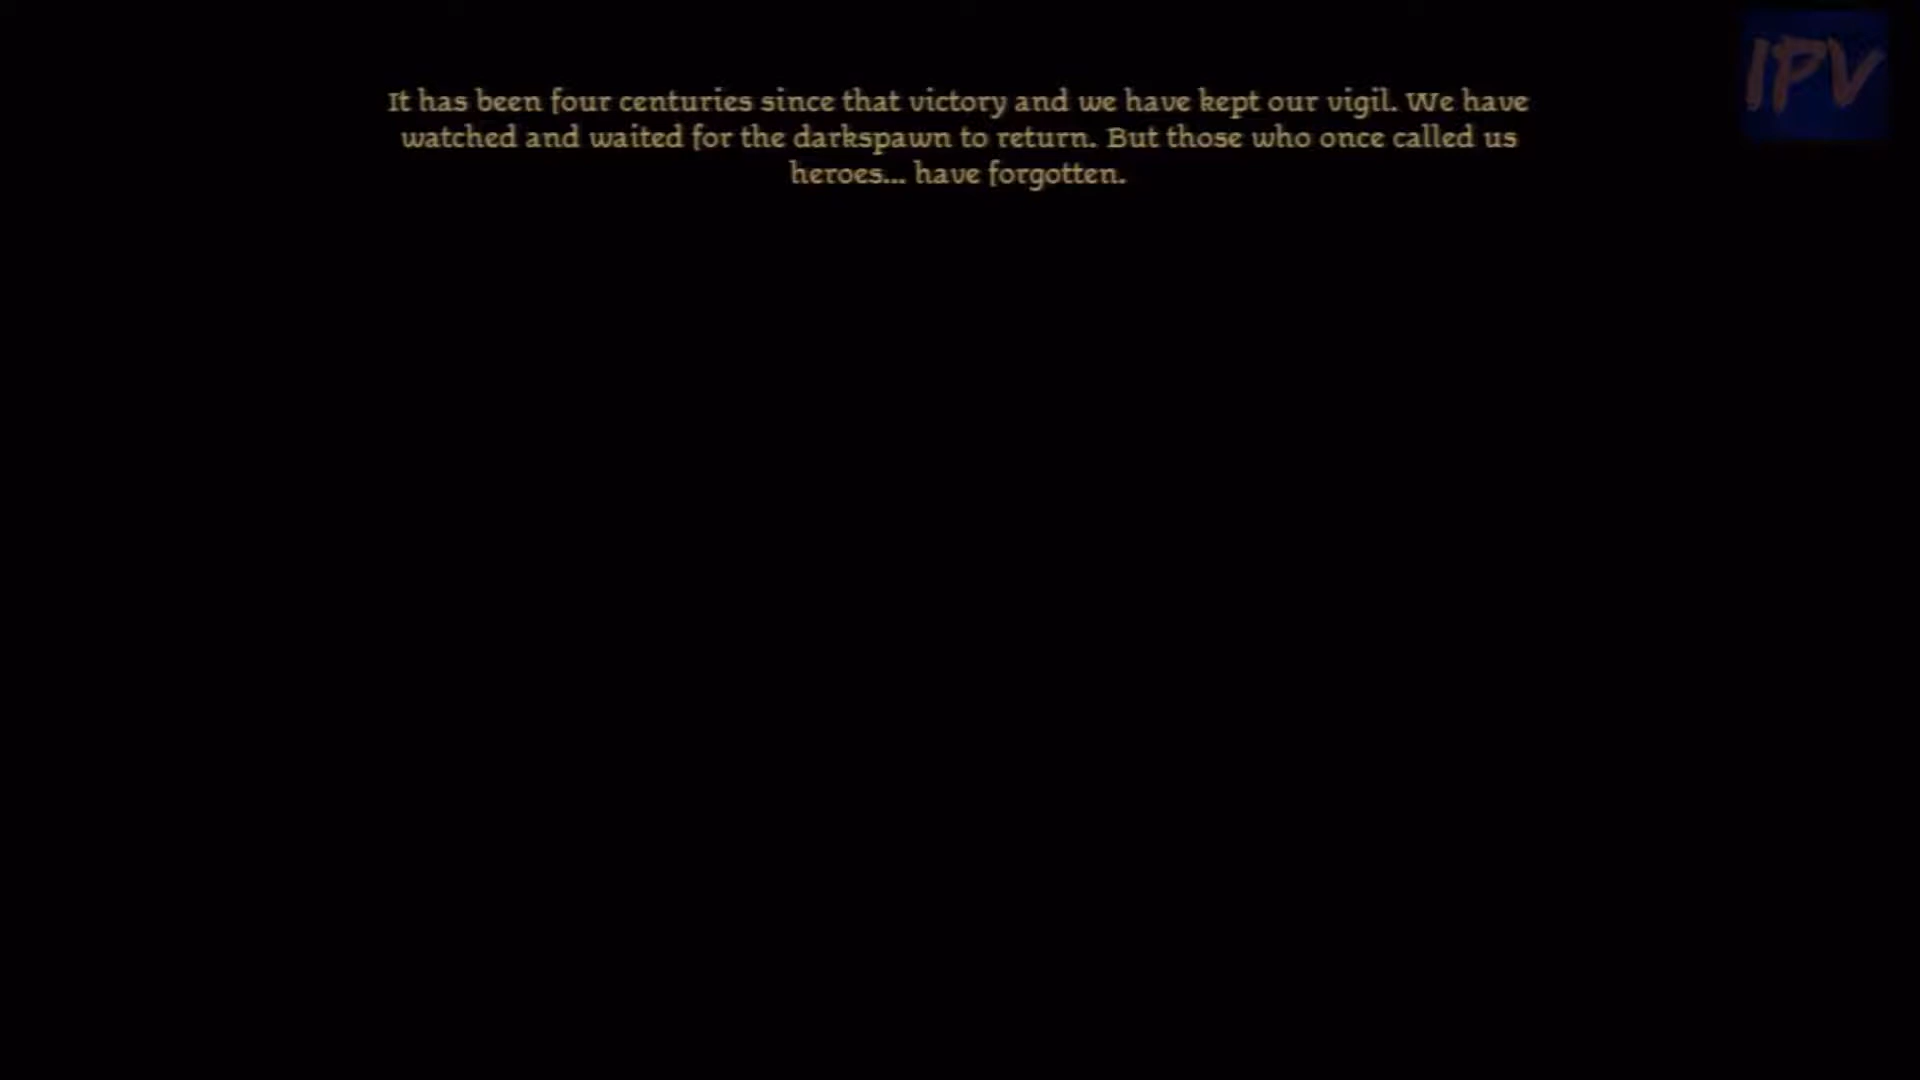 IPV
It has been four centuries since that victory and we have kept our vigil. We have
watched and waited for the darkspawn to return. But those who once called us
heroes... have forgotten.